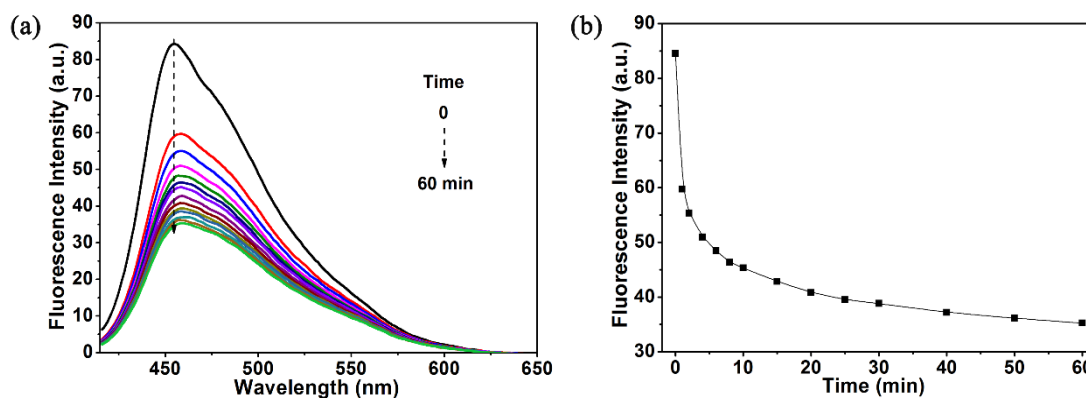 (a)
Fluorescence Intensity (a.u.)
90
80
70
60
50
40
30
20
10
0
Time
0
60 min
450 500 550 600 650
Wavelength (nm)
(b)
Fluorescence Intensity (a.u.)
90
80
70
60
50
40
30
0 10 20 30 40 50 60
Time (min)